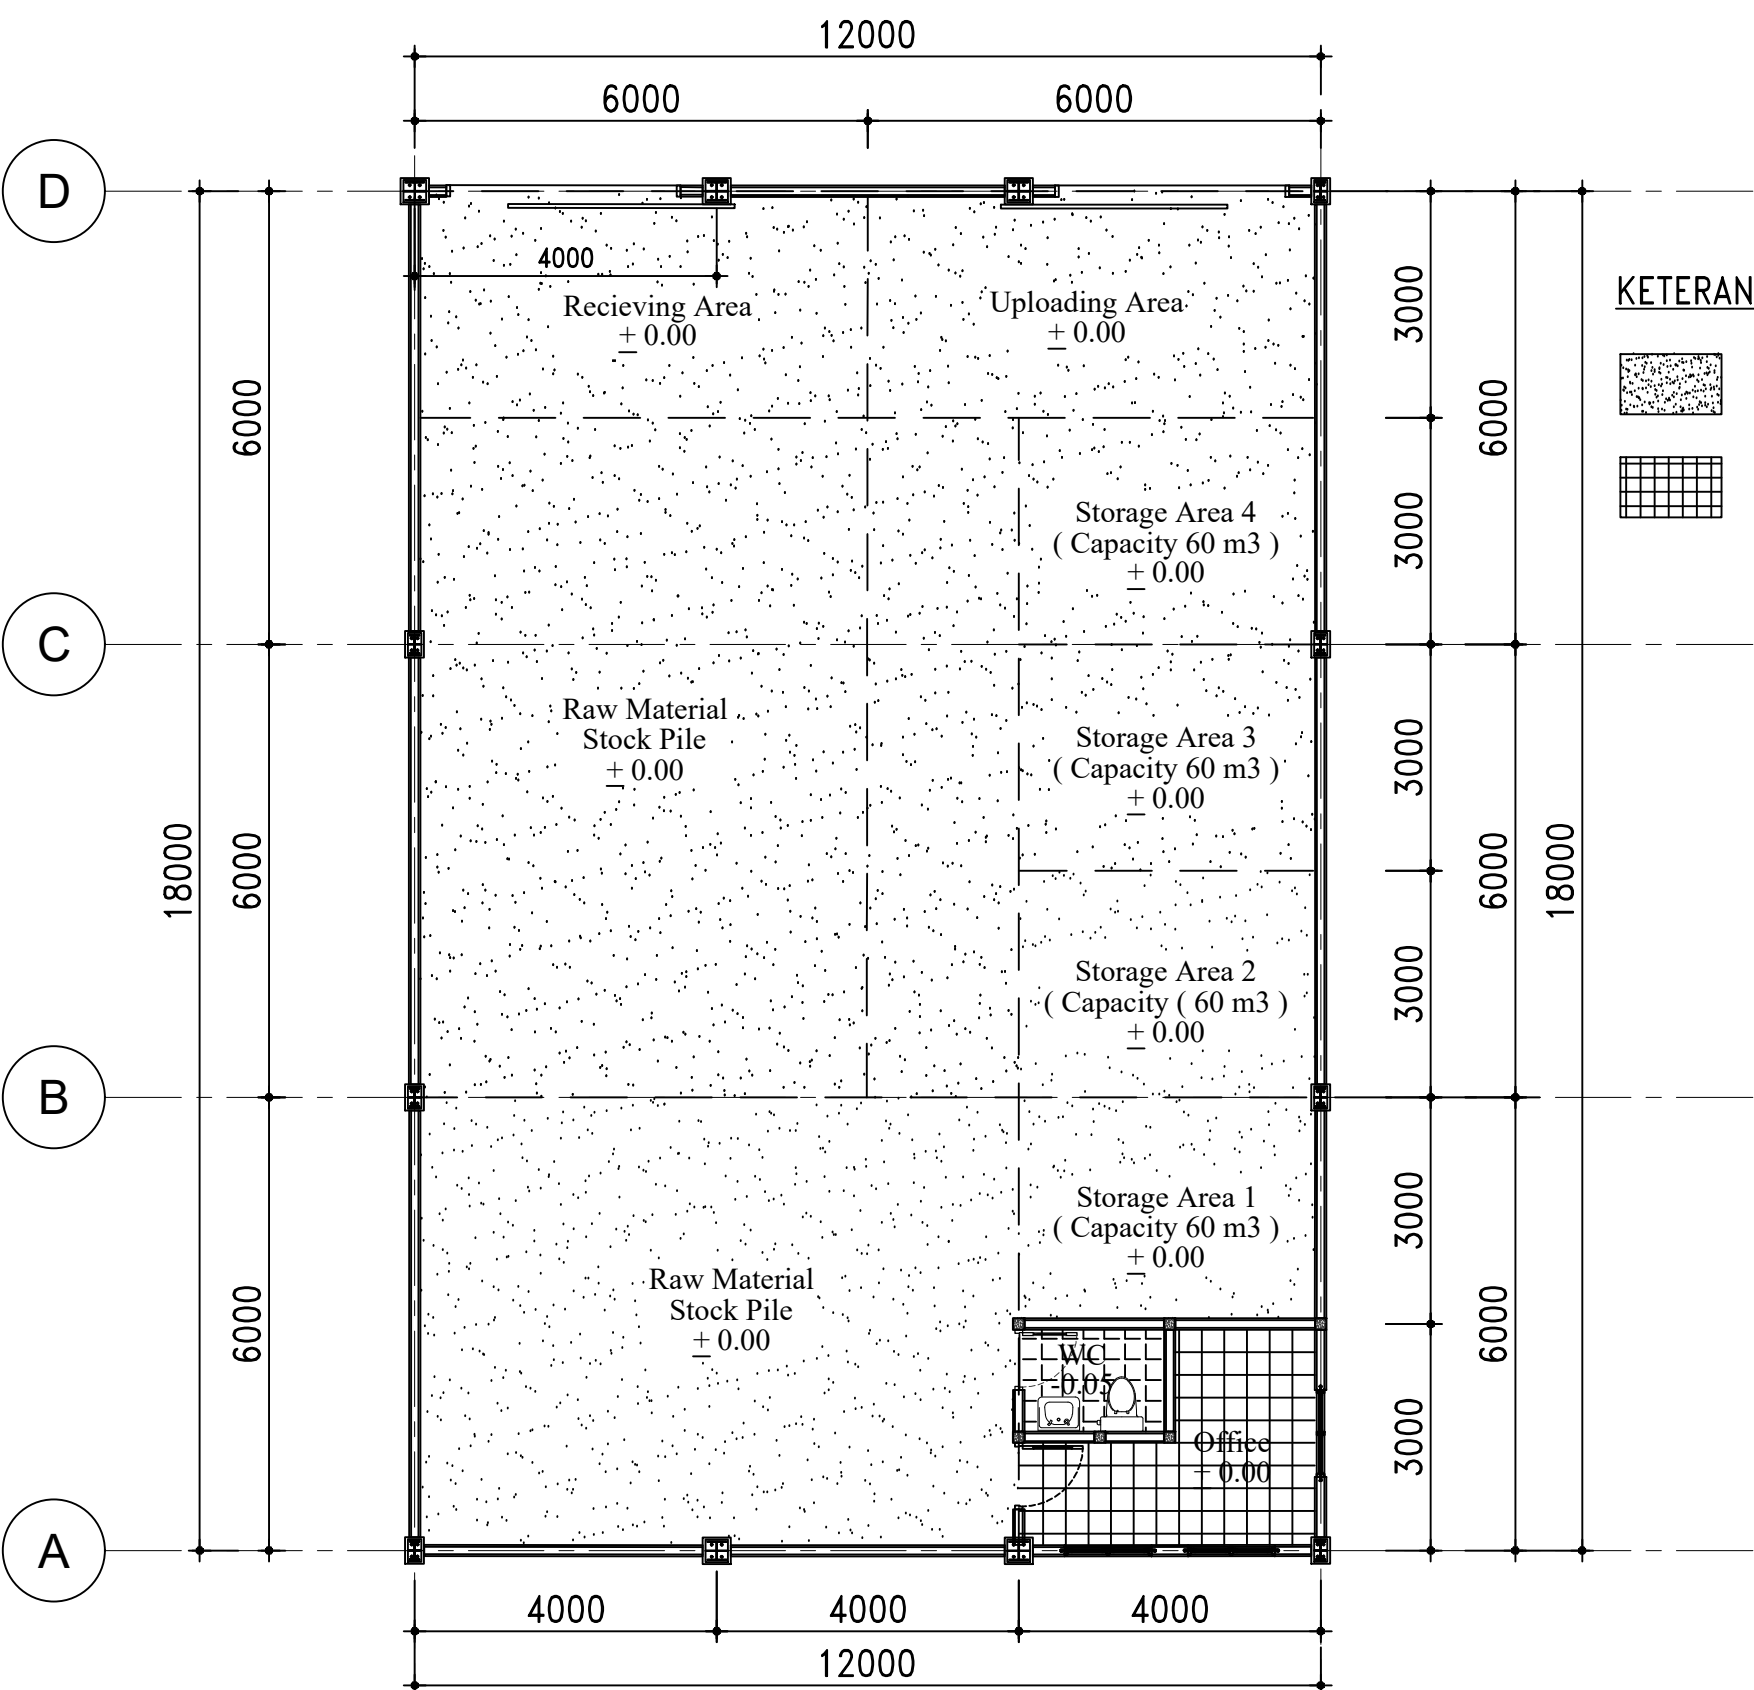 12000
6000
6000
D
4000
Recieving Area
+ 0.00
Uploading Area
+ 0.00
3000
KETERAN
6000
6000
Storage Area 4
( Capacity 60 m3 )
+ 0.00
3000
C
Raw Material
Stock Pile
+ 0.00
Storage Area 3
( Capacity 60 m3 )
+ 0.00
3000
18000
6000
6000
18000
Storage Area 2
( Capacity ( 60 m3 )
+ 0.00
3000
B
Storage Area 1
( Capacity 60 m3 )
+ 0.00
3000
Raw Material
Stock Pile
+ 0.00
6000
6000
WC
-0.05
Office
+ 0.00
3000
A
4000
4000
4000
12000